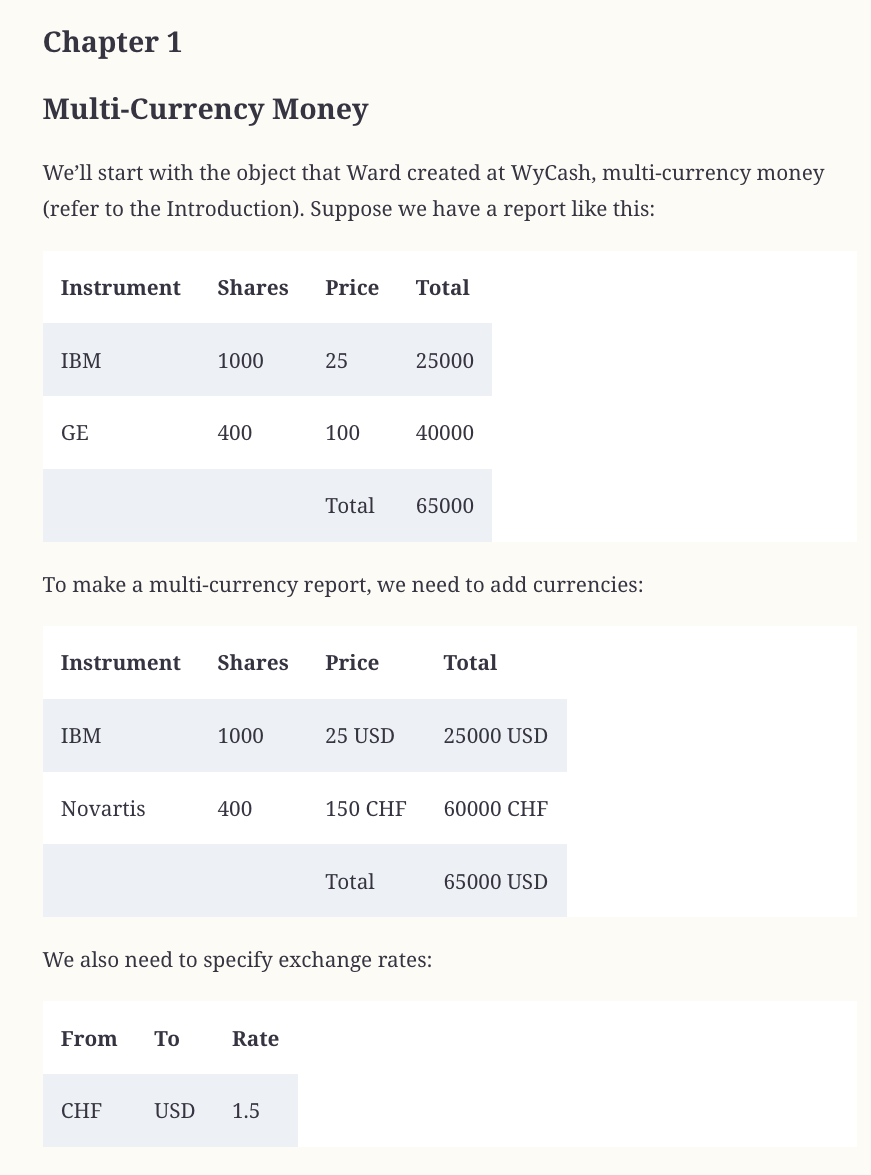 Chapter 1
Multi-Currency Money
We’ll start with the object that Ward created at WyCash, multi-currency money
(refer to the Introduction). Suppose we have a report like this:
Instrument Shares Price Total
IBM 1000 25 25000
GE 400 100 40000
Total 65000
To make a multi-currency report, we need to add currencies:
Instrument Shares Price Total
IBM 1000 25 USD 25000 USD
Novartis 400 150 CHF 60000 CHF
Total 65000 USD
We also need to specify exchange rates:
From To Rate
CHF USD 1.5